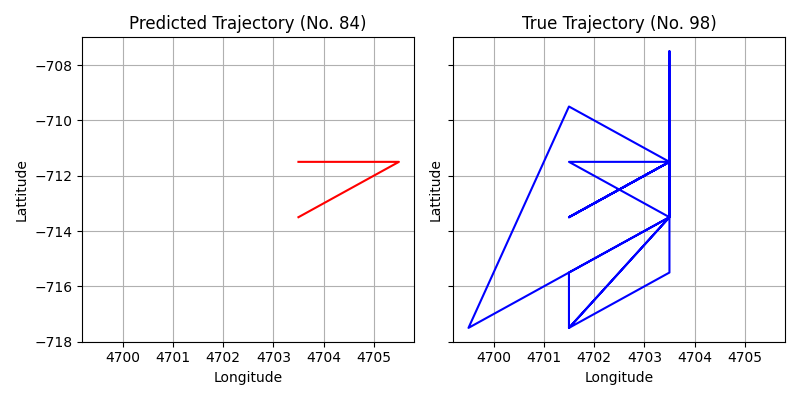 Predicted Trajectory (No. 84)
True Trajectory (No. 98)
−708
−710
−712
−714
−716
−718
Lattitude
Lattitude
4700 4701 4702 4703 4704 4705
4700 4701 4702 4703 4704 4705
Longitude
Longitude